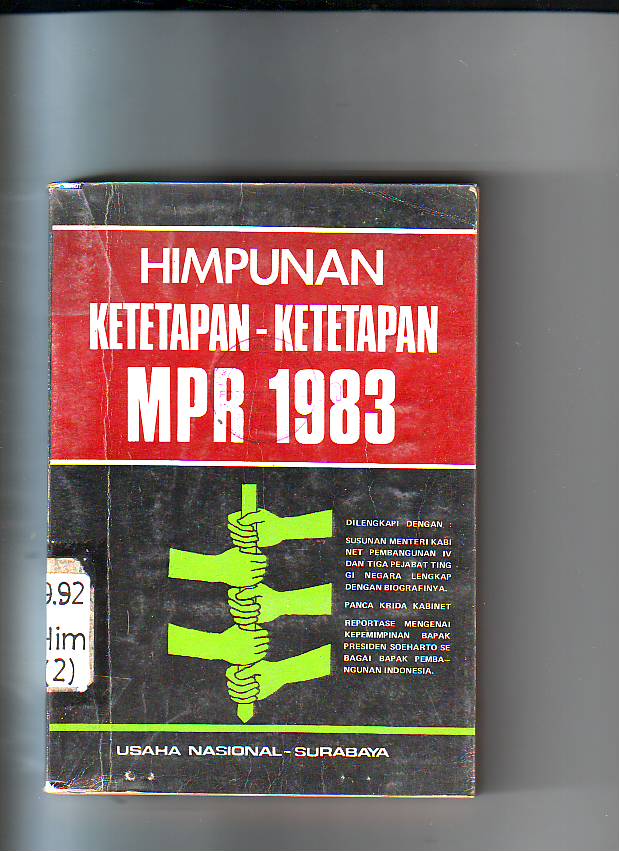 HIMPUNAN
KETETAPAN - KETETAPAN
MPR 1983
DILENGKAPI DENGAN :
SUSUNAN MENTERI KABI
NET PEMBANGUNAN IV
DAN TIGA PEJABAT TING
GI NEGARA LENGKAP
DENGAN BIOGRAFINYA.
PANCA KRIDA KABINET
REPORTASE MENGENAI
KEPEMIMPINAN BAPAK
PRESIDEN SOEHARTO SE
BAGAI BAPAK PEMBA–
NGUNAN INDONESIA.
9.92
Him
(2)
USAHA NASIONAL - SURABAYA